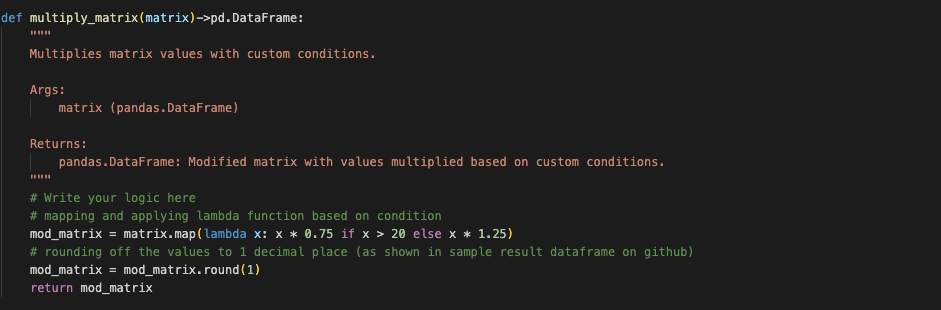 def multiply_matrix(matrix)->pd.DataFrame:
    """
    Multiplies matrix values with custom conditions.

    Args:
        matrix (pandas.DataFrame)

    Returns:
        pandas.DataFrame: Modified matrix with values multiplied based on custom conditions.
    """
    # Write your logic here
    # mapping and applying lambda function based on condition
    mod_matrix = matrix.map(lambda x: x * 0.75 if x > 20 else x * 1.25)
    # rounding off the values to 1 decimal place (as shown in sample result dataframe on github)
    mod_matrix = mod_matrix.round(1)
    return mod_matrix